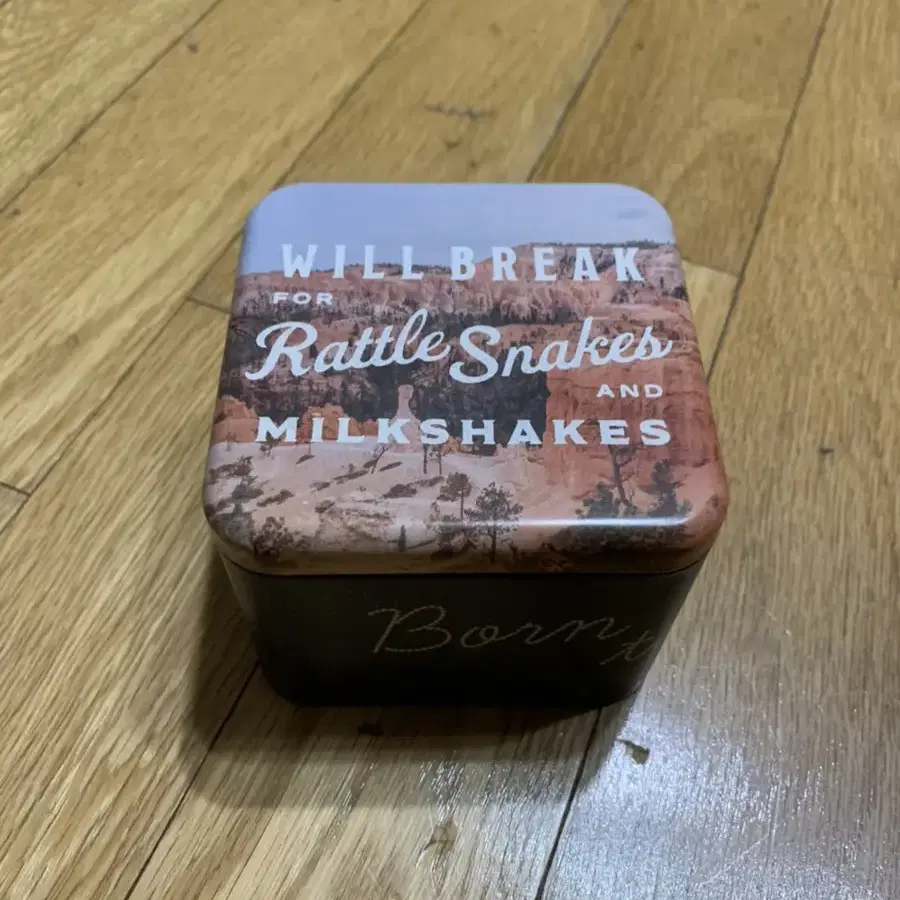 WILL BREAK
FOR
Rattle Snakes
AND
MILKSHAKES
Born